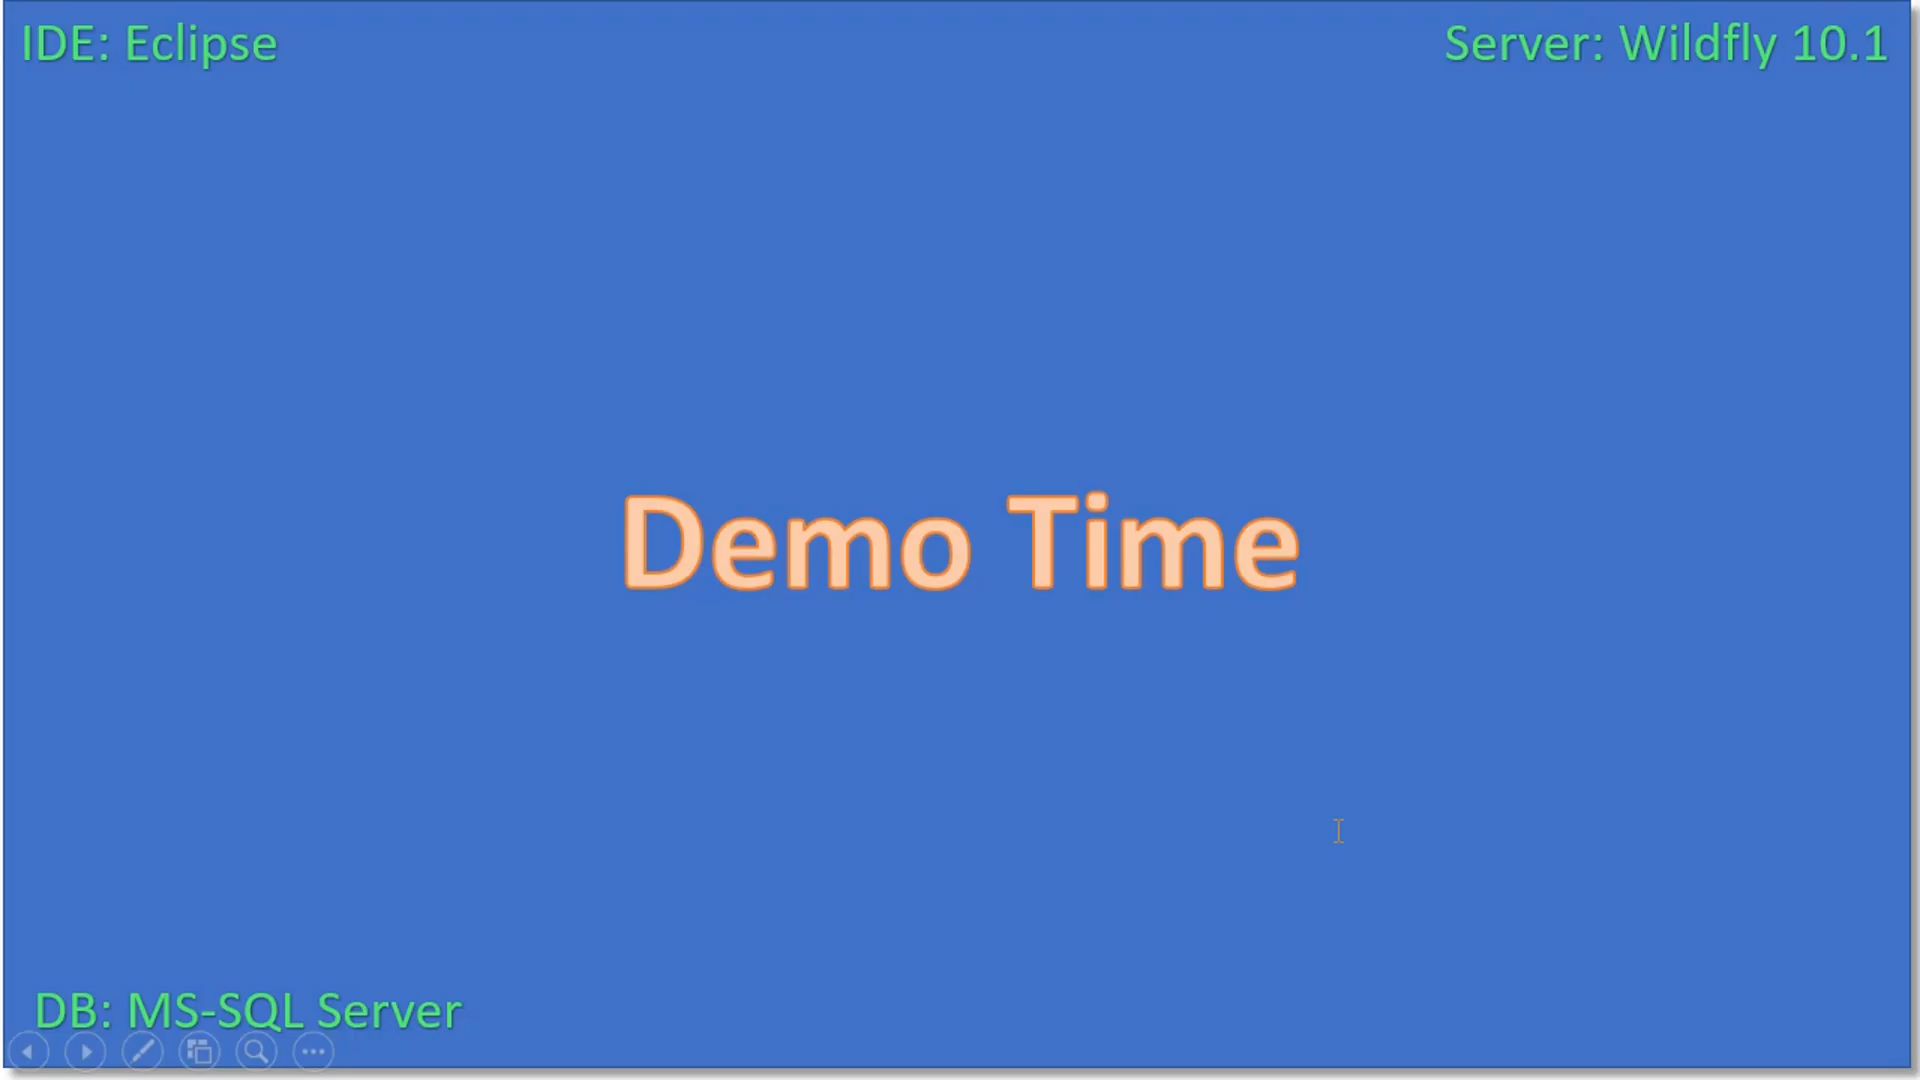 IDE: Eclipse
Server: Wildfly 10.1
Demo Time
DB: MS-SQL Server